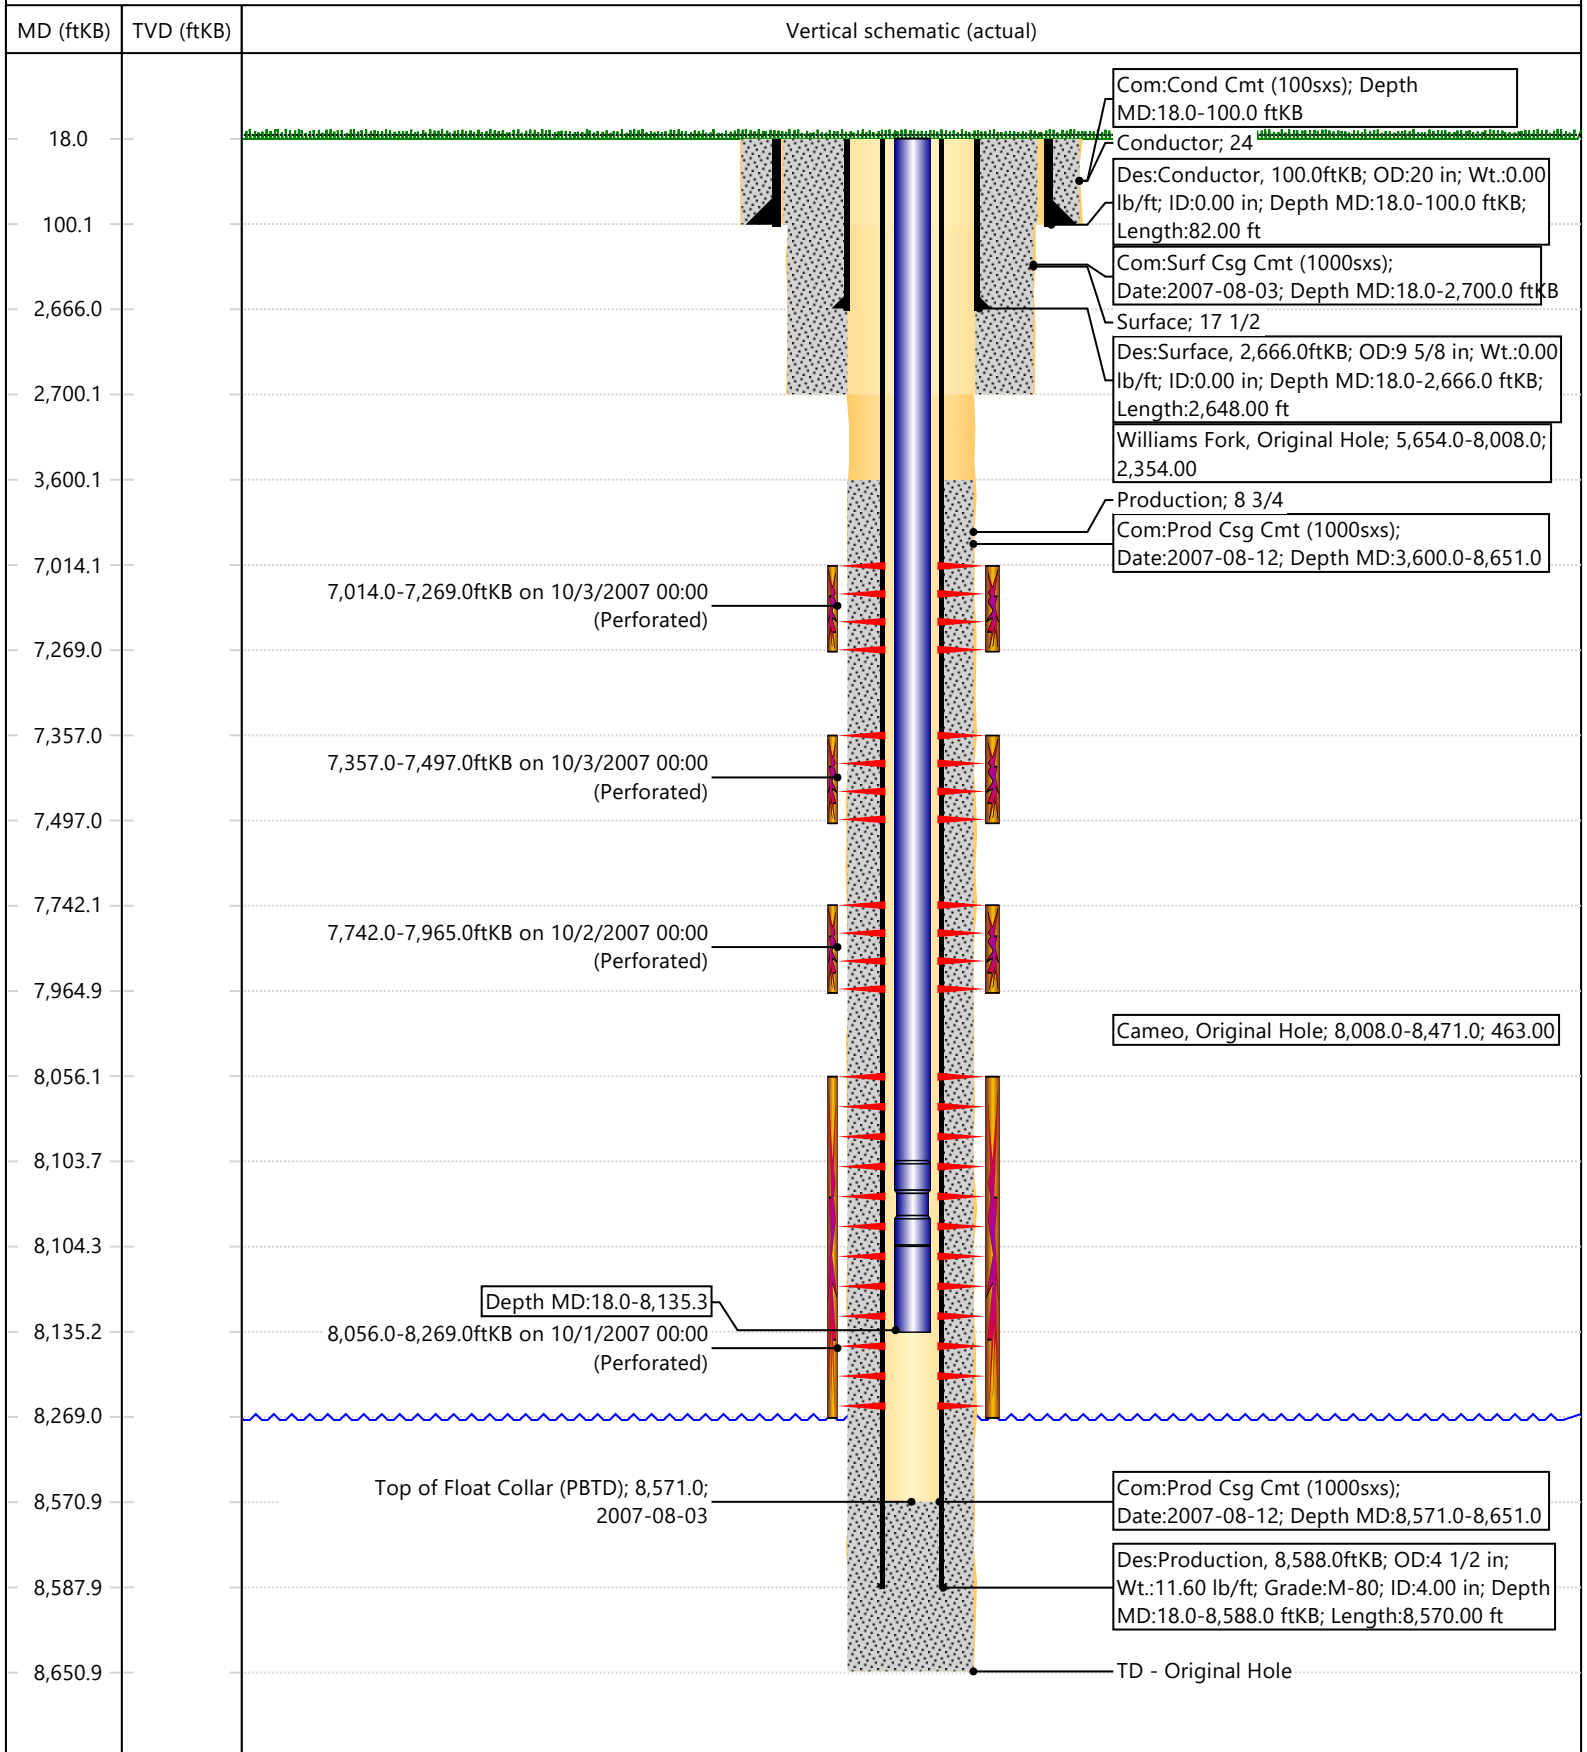 MD (ftKB)
TVD (ftKB)
Vertical schematic (actual)
Com:Cond Cmt (100sxs); Depth
MD:18.0-100.0 ftKB
18.0
Conductor; 24
Des:Conductor, 100.0ftKB; OD:20 in; Wt.:0.00
lb/ft; ID:0.00 in; Depth MD:18.0-100.0 ftKB;
Length:82.00 ft
100.1
Com:Surf Csg Cmt (1000sxs);
Date:2007-08-03; Depth MD:18.0-2,700.0 ftKB
2,666.0
Surface; 17 1/2
Des:Surface, 2,666.0ftKB; OD:9 5/8 in; Wt.:0.00
lb/ft; ID:0.00 in; Depth MD:18.0-2,666.0 ftKB;
Length:2,648.00 ft
2,700.1
Williams Fork, Original Hole; 5,654.0-8,008.0;
2,354.00
3,600.1
Production; 8 3/4
Com:Prod Csg Cmt (1000sxs);
Date:2007-08-12; Depth MD:3,600.0-8,651.0
7,014.1
7,014.0-7,269.0ftKB on 10/3/2007 00:00
(Perforated)
7,269.0
7,357.0
7,357.0-7,497.0ftKB on 10/3/2007 00:00
(Perforated)
7,497.0
7,742.1
7,742.0-7,965.0ftKB on 10/2/2007 00:00
(Perforated)
7,964.9
Cameo, Original Hole; 8,008.0-8,471.0; 463.00
8,056.1
8,103.7
8,104.3
Depth MD:18.0-8,135.3
8,135.2
8,056.0-8,269.0ftKB on 10/1/2007 00:00
(Perforated)
8,269.0
Top of Float Collar (PBTD); 8,571.0;
2007-08-03
8,570.9
Com:Prod Csg Cmt (1000sxs);
Date:2007-08-12; Depth MD:8,571.0-8,651.0
Des:Production, 8,588.0ftKB; OD:4 1/2 in;
Wt.:11.60 lb/ft; Grade:M-80; ID:4.00 in; Depth
MD:18.0-8,588.0 ftKB; Length:8,570.00 ft
8,587.9
8,650.9
TD - Original Hole